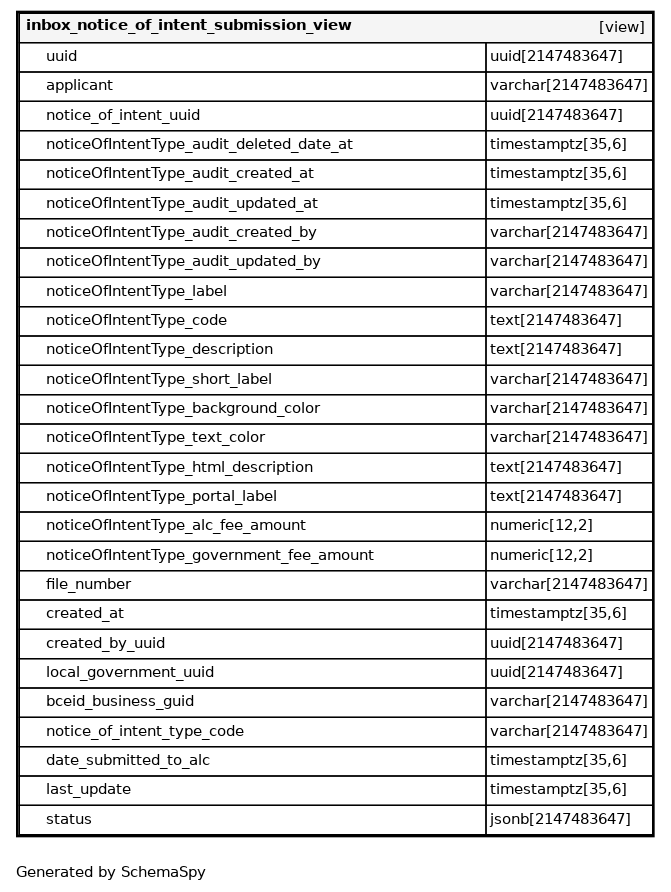 inbox_notice_of_intent_submission_view [view]
uuid uuid[2147483647]
applicant varchar[2147483647]
notice_of_intent_uuid uuid[2147483647]
noticeOfIntentType_audit_deleted_date_at timestamptz[35,6]
noticeOfIntentType_audit_created_at timestamptz[35,6]
noticeOfIntentType_audit_updated_at timestamptz[35,6]
noticeOfIntentType_audit_created_by varchar[2147483647]
noticeOfIntentType_audit_updated_by varchar[2147483647]
noticeOfIntentType_label varchar[2147483647]
noticeOfIntentType_code text[2147483647]
noticeOfIntentType_description text[2147483647]
noticeOfIntentType_short_label varchar[2147483647]
noticeOfIntentType_background_color varchar[2147483647]
noticeOfIntentType_text_color varchar[2147483647]
noticeOfIntentType_html_description text[2147483647]
noticeOfIntentType_portal_label text[2147483647]
noticeOfIntentType_alc_fee_amount numeric[12,2]
noticeOfIntentType_government_fee_amount numeric[12,2]
file_number varchar[2147483647]
created_at timestamptz[35,6]
created_by_uuid uuid[2147483647]
local_government_uuid uuid[2147483647]
bceid_business_guid varchar[2147483647]
notice_of_intent_type_code varchar[2147483647]
date_submitted_to_alc timestamptz[35,6]
last_update timestamptz[35,6]
status jsonb[2147483647]
Generated by SchemaSpy